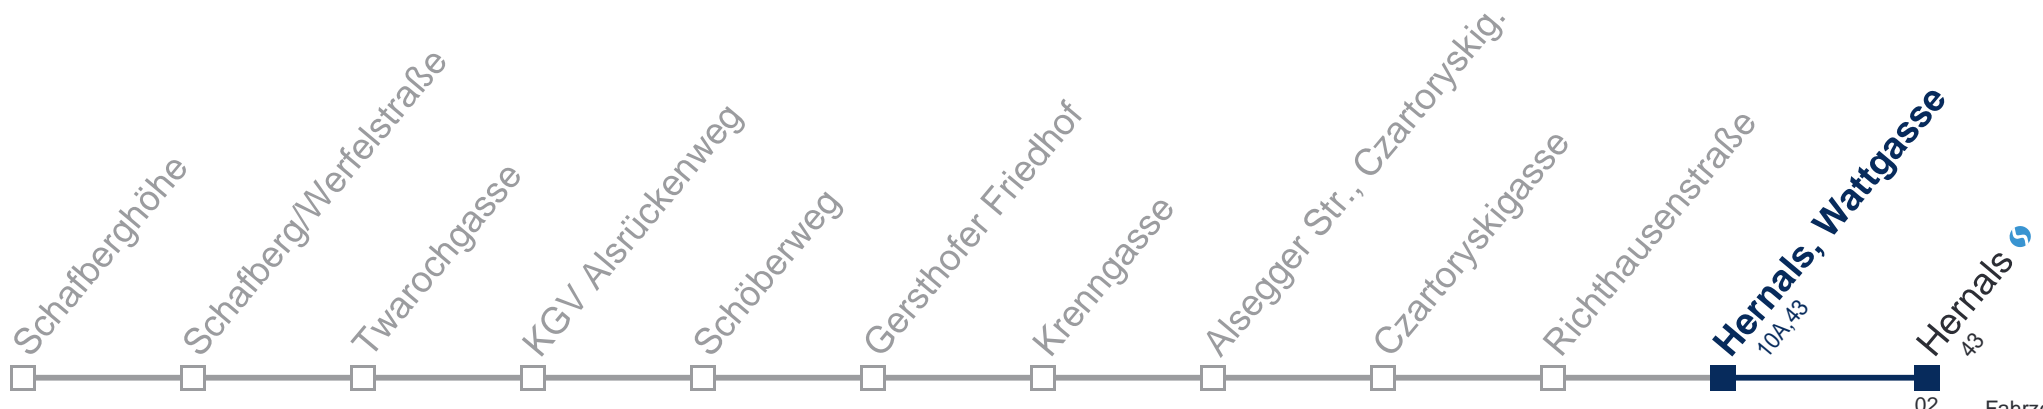 Schafberghöhe
Schafberg/Werfelstraße
Twarochgasse
KGV Alsrückenweg
Schöberweg
Gersthofer Friedhof
Krenngasse
Alsegger Str., Czartoryskig.
Czartoryskigasse
Richthausenstraße
Hernals, Wattgasse
10A,43
Hernals
43
02